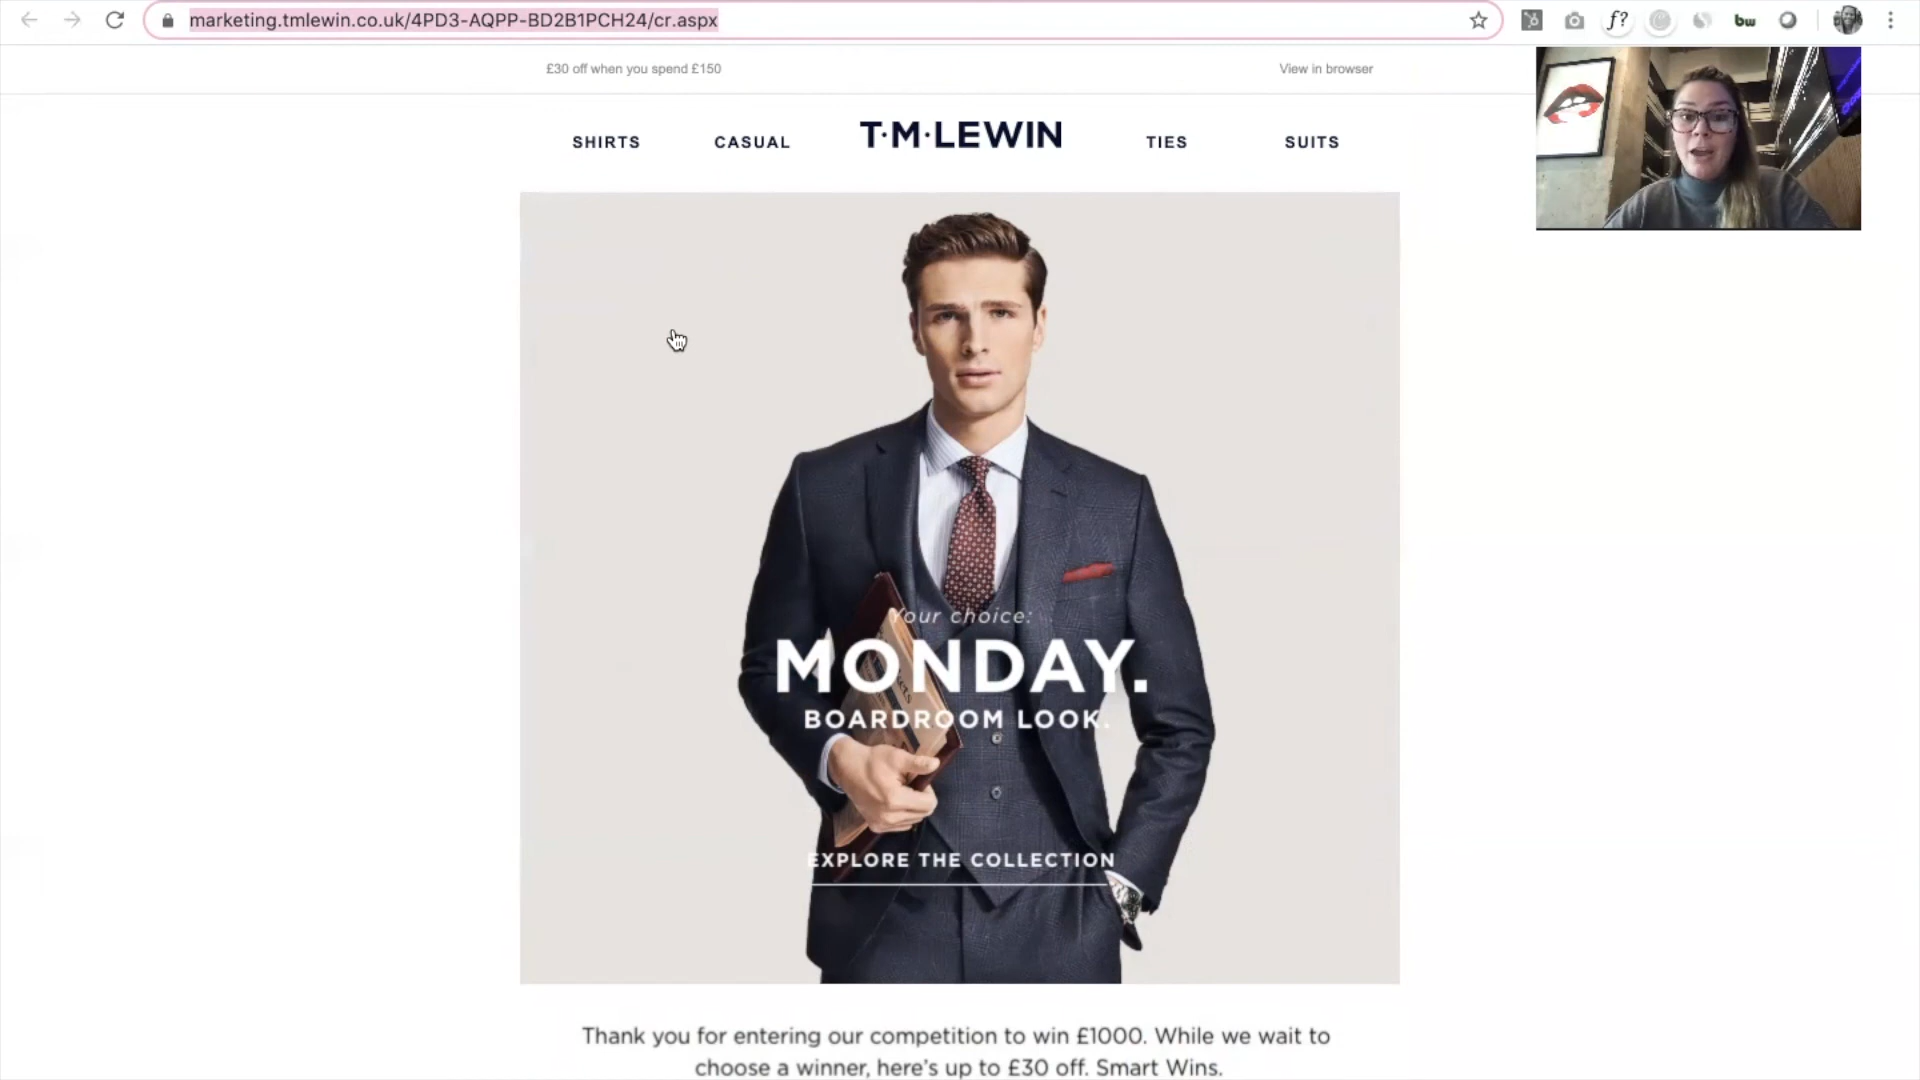 marketing.tmlewin.co.uk/4PD3-AQPP-BD2B1PCH24/cr.aspx
f?
bw
£30 off when you spend £150
View in browser
SHIRTS
CASUAL
T·M·LEWIN
TIES
SUITS
Your choice:
MONDAY.
BOARDROOM LOOK.
EXPLORE THE COLLECTION
Thank you for entering our competition to win £1000. While we wait to
choose a winner, here's up to £30 off. Smart Wins.